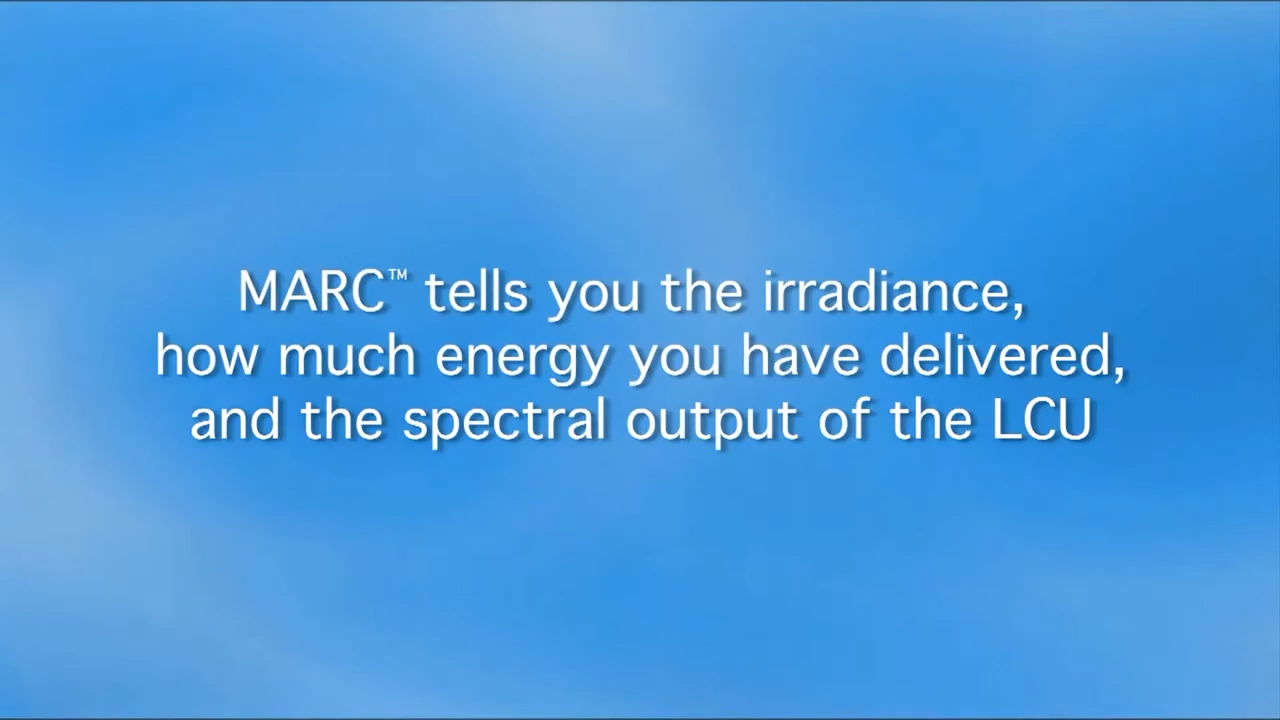 MARC™ tells you the irradiance,
how much energy you have delivered,
and the spectral output of the LCU